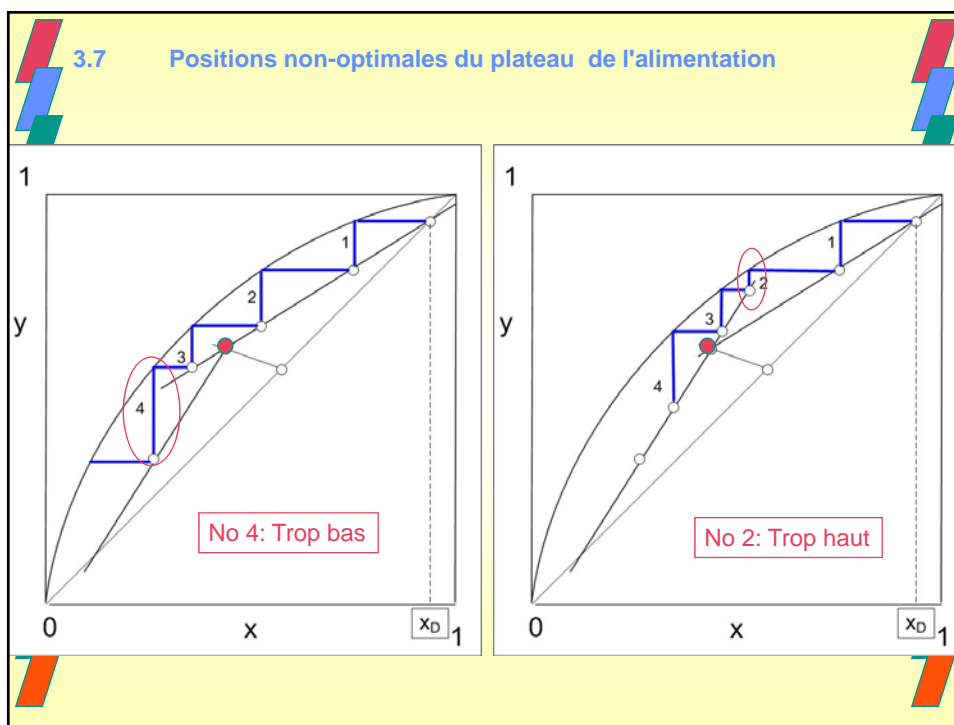 3.7 Positions non-optimales du plateau de l'alimentation
1
y
1
2
3
4
No 4: Trop bas
0
x
xD
1
1
y
1
2
3
4
No 2: Trop haut
0
x
xD
1